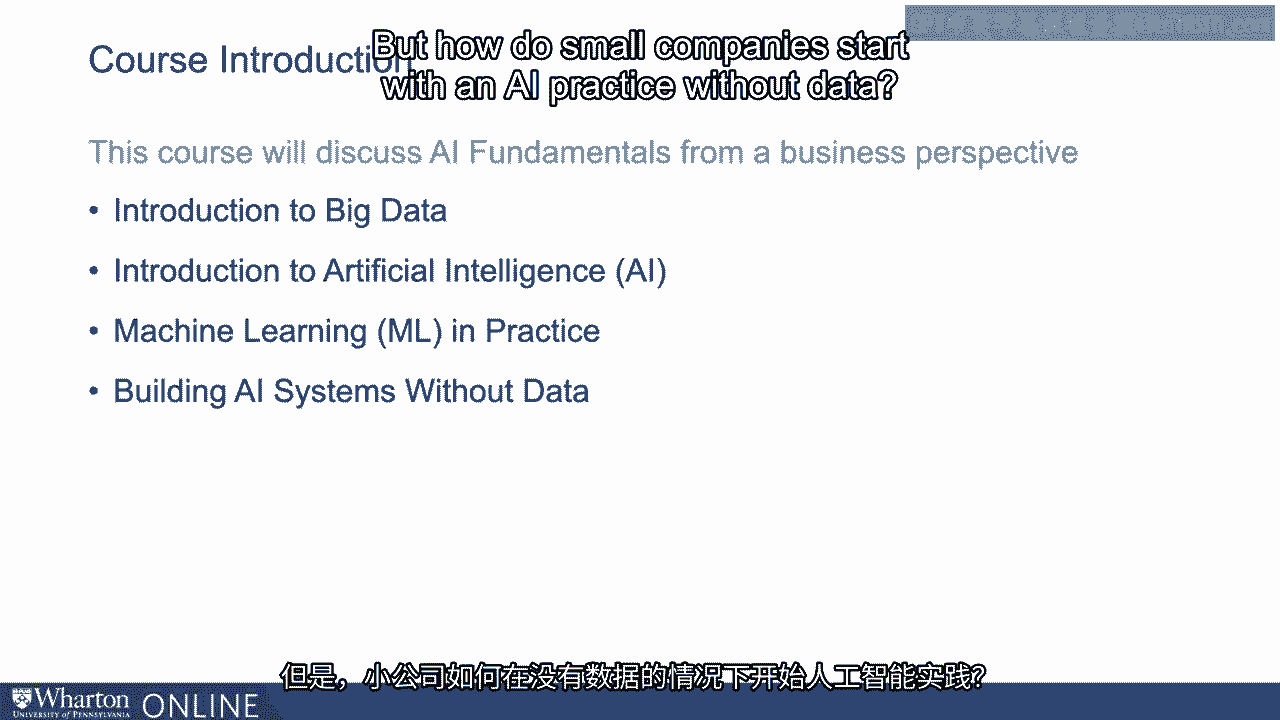 But how do small companies start
with an AI practice without data?
Course Introduction
This course will discuss AI Fundamentals from a business perspective
• Introduction to Big Data
• Introduction to Artificial Intelligence (AI)
• Machine Learning (ML) in Practice
• Building AI Systems Without Data
但是，小公司如何在没有数据的情况下开始人工智能实践？
Wharton ONLINE
UNIVERSITY of PENNSYLVANIA